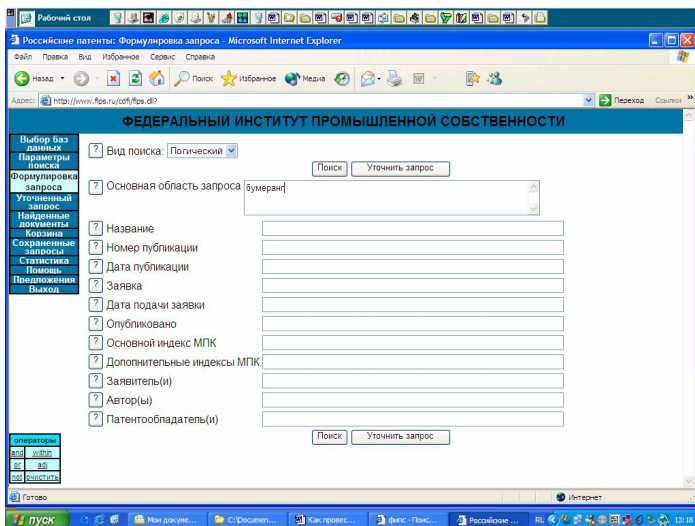 Рабочий стол
Российские патенты: Формулировка запроса - Microsoft Internet Explorer
Файл Правка Вид Избранное Сервис Справка
Назад Поиск Избранное Медиа
Адрес: http://www.fips.ru/cdfi/fips.dll? Переход Ссылки »
ФЕДЕРАЛЬНЫЙ ИНСТИТУТ ПРОМЫШЛЕННОЙ СОБСТВЕННОСТИ
Выбор баз
данных
Параметры
поиска
Формулировка
запроса
Уточненный
запрос
Найденные
документы
Корзина
Сохраненные
запросы
Статистика
Помощь
Предложения
Выход
? Вид поиска: Логический
Поиск Уточнить запрос
? Основная область запроса бумеранг
? Название
? Номер публикации
? Дата публикации
? Заявка
? Дата подачи заявки
? Опубликовано
? Основной индекс МПК
? Дополнительные индексы МПК
? Заявитель(и)
? Автор(ы)
? Патентообладатель(и)
Поиск Уточнить запрос
операторы
and within
or adj
not очистить
Готово Интернет
пуск Мои докуме... C:\Documen... Как провес... фипс - Поис... Российские ... RL 13:18